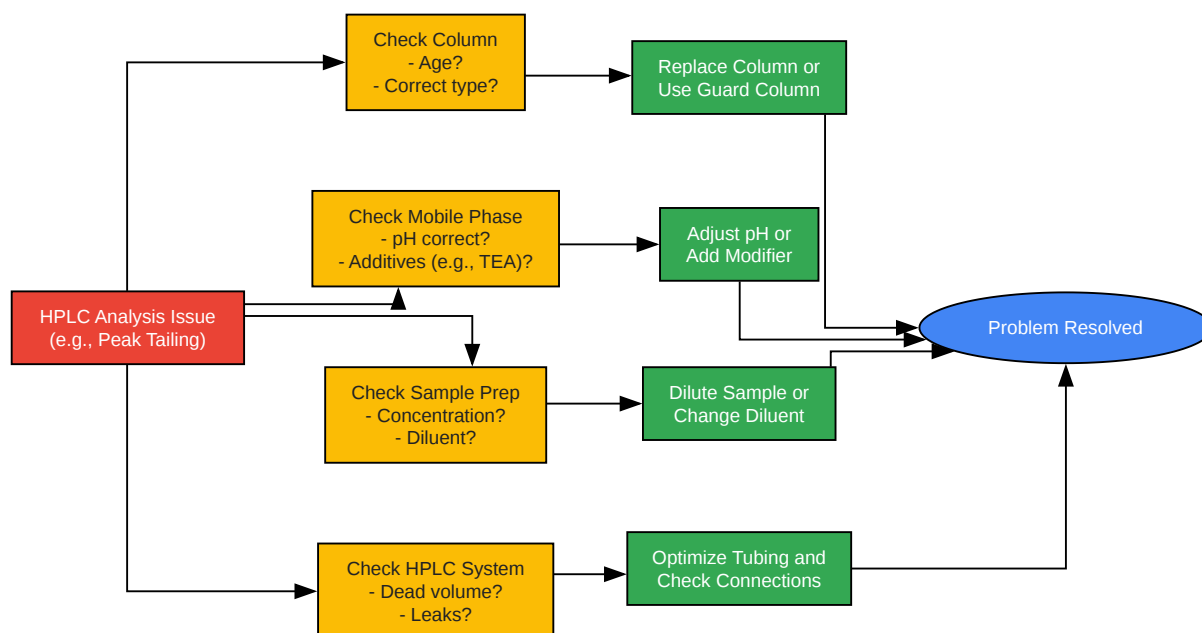 Check Column
- Age?
- Correct type?
Replace Column or
Use Guard Column
Check Mobile Phase
- pH correct?
- Additives (e.g., TEA)?
Adjust pH or
Add Modifier
HPLC Analysis Issue
(e.g., Peak Tailing)
Problem Resolved
Check Sample Prep
- Concentration?
- Diluent?
Dilute Sample or
Change Diluent
Check HPLC System
- Dead volume?
- Leaks?
Optimize Tubing and
Check Connections